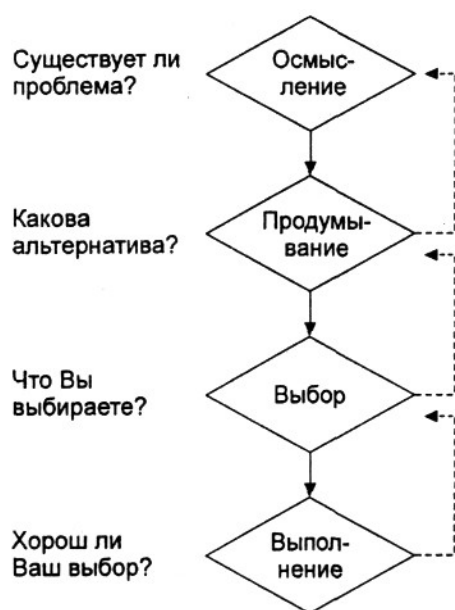 Существует ли
проблема?
Осмыс-
ление
Какова
альтернатива?
Продумы-
вание
Что Вы
выбираете?
Выбор
Хорош ли
Ваш выбор?
Выпол-
нение